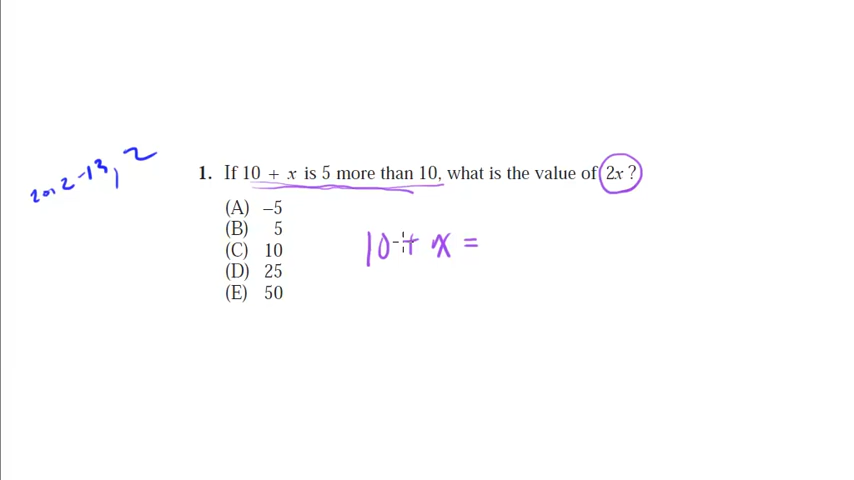 2012-13, 2
1. If 10 + x is 5 more than 10, what is the value of 2x ?
(A) –5
(B) 5
(C) 10
(D) 25
(E) 50
10 + x =